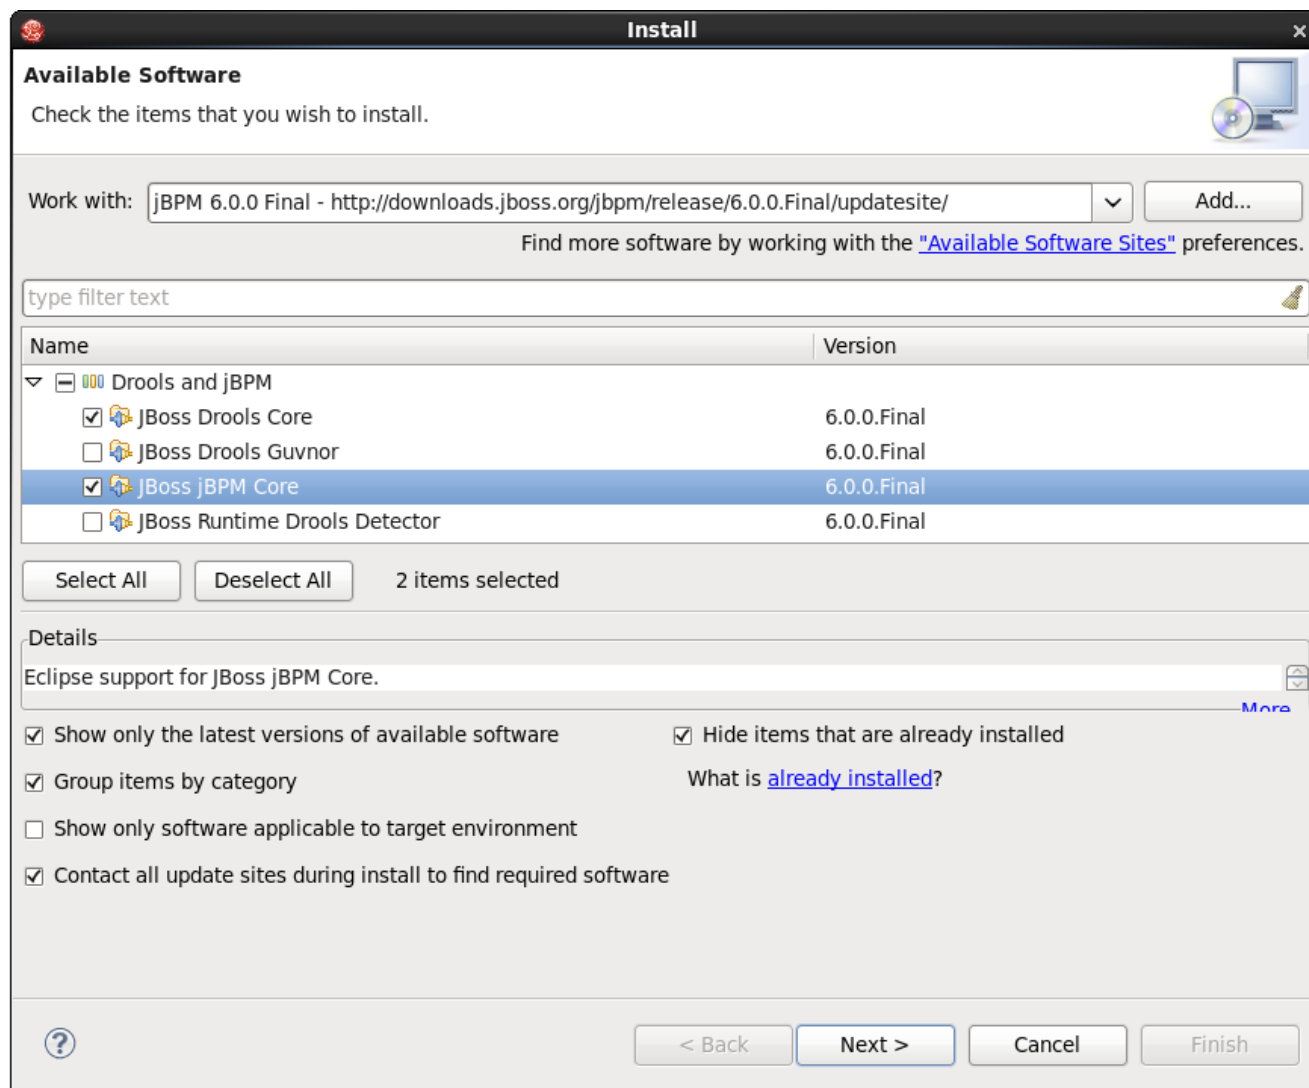 Install
Available Software
Check the items that you wish to install.
Work with: jBPM 6.0.0 Final - http://downloads.jboss.org/jbpm/release/6.0.0.Final/updatesite/ Add...
Find more software by working with the "Available Software Sites" preferences.
type filter text
Name Version
Drools and jBPM
JBoss Drools Core 6.0.0.Final
JBoss Drools Guvnor 6.0.0.Final
JBoss jBPM Core 6.0.0.Final
JBoss Runtime Drools Detector 6.0.0.Final
Select All Deselect All 2 items selected
Details
Eclipse support for JBoss jBPM Core.
More
Show only the latest versions of available software Hide items that are already installed
Group items by category What is already installed?
Show only software applicable to target environment
Contact all update sites during install to find required software
? < Back Next > Cancel Finish